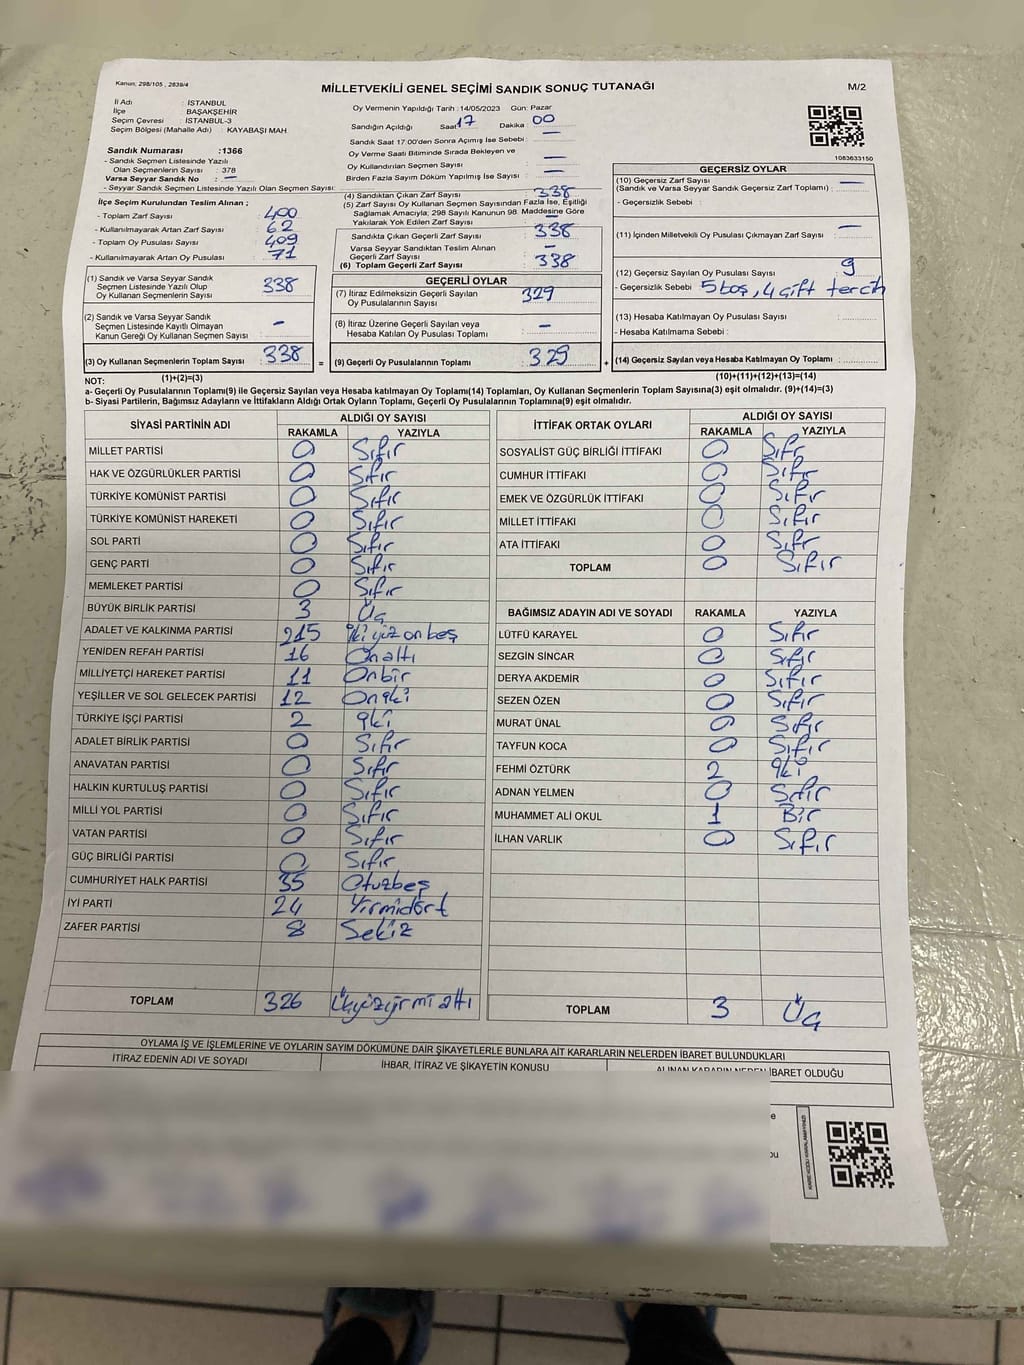 Kanun: 298/105 , 2839/4
MİLLETVEKİLİ GENEL SEÇİMİ SANDIK SONUÇ TUTANAĞI
M/2
İl Adı : İSTANBUL
İlçe : BAŞAKŞEHİR
Seçim Çevresi : İSTANBUL-3
Seçim Bölgesi (Mahalle Adı) : KAYABAŞI MAH.
Sandık Numarası :1366
- Sandık Seçmen Listesinde Yazılı
Olan Seçmen Sayısı : 378
Varsa Seyyar Sandık No : —
- Seyyar Sandık Seçmen Listesinde Yazılı Olan Seçmen Sayısı:
İlçe Seçim Kurulundan Teslim Alınan ;
- Toplam Zarf Sayısı : 400
- Kullanılmayarak Artan Zarf Sayısı : 62
- Toplam Oy Pusulası Sayısı : 409
- Kullanılmayarak Artan Oy Pusulası : 71
(1) Sandık ve Varsa Seyyar Sandık
Seçmen Listesinde Yazılı Olup
Oy Kullanan Seçmenlerin Sayısı : 338
(2) Sandık ve Varsa Seyyar Sandık
Seçmen Listesinde Kayıtlı Olmayan
Kanun Gereği Oy Kullanan Seçmen Sayısı : —
(3) Oy Kullanan Seçmenlerin Toplam Sayısı : 338 =
(1)+(2)=(3)
Oy Vermenin Yapıldığı Tarih :14/05/2023 Gün: Pazar
Sandığın Açıldığı Saat 17 Dakika 00
Sandık Saat 17:00'den Sonra Açımış İse Sebebi : —
Oy Verme Saati Bitiminde Sırada Bekleyen ve
Oy Kullandırılan Seçmen Sayısı : —
Birden Fazla Sayım Döküm Yapılmış İse Sayısı : —
(4) Sandıktan Çıkan Zarf Sayısı : 338
(5) Zarf Sayısı Oy Kullanan Seçmen Sayısından Fazla İse, Eşitliği
Sağlamak Amacıyla; 298 Sayılı Kanunun 98. Maddesine Göre
Yakılarak Yok Edilen Zarf Sayısı : —
Sandıkta Çıkan Geçerli Zarf Sayısı : 338
Varsa Seyyar Sandıktan Teslim Alınan
Geçerli Zarf Sayısı : —
(6) Toplam Geçerli Zarf Sayısı : 338
GEÇERLİ OYLAR
(7) İtiraz Edilmeksizin Geçerli Sayılan
Oy Pusulalarının Sayısı : 329
(8) İtiraz Üzerine Geçerli Sayılan veya
Hesaba Katılan Oy Pusulası Toplamı : —
(9) Geçerli Oy Pusulalarının Toplamı : 329 +
1083633150
GEÇERSİZ OYLAR
(10) Geçersiz Zarf Sayısı : —
(Sandık ve Varsa Seyyar Sandık Geçersiz Zarf Toplamı) :
- Geçersizlik Sebebi :
(11) İçinden Milletvekili Oy Pusulası Çıkmayan Zarf Sayısı : —
(12) Geçersiz Sayılan Oy Pusulası Sayısı : 9
- Geçersizlik Sebebi : 5 boş, 4 çift tercih
(13) Hesaba Katılmayan Oy Pusulası Sayısı :
- Hesaba Katılmama Sebebi :
(14) Geçersiz Sayılan veya Hesaba Katılmayan Oy Toplamı :
(10)+(11)+(12)+(13)=(14)
NOT:
a- Geçerli Oy Pusulalarının Toplamı(9) ile Geçersiz Sayılan veya Hesaba katılmayan Oy Toplamı(14) Toplamları, Oy Kullanan Seçmenlerin Toplam Sayısına(3) eşit olmalıdır. (9)+(14)=(3)
b- Siyasi Partilerin, Bağımsız Adayların ve İttifakların Aldığı Ortak Oyların Toplamı, Geçerli Oy Pusulalarının Toplamına(9) eşit olmalıdır.
SİYASİ PARTİNİN ADI ALDIĞI OY SAYISI
RAKAMLA YAZIYLA
MİLLET PARTİSİ 0 Sıfır
HAK VE ÖZGÜRLÜKLER PARTİSİ 0 Sıfır
TÜRKİYE KOMÜNİST PARTİSİ 0 Sıfır
TÜRKİYE KOMÜNİST HAREKETİ 0 Sıfır
SOL PARTİ 0 Sıfır
GENÇ PARTİ 0 Sıfır
MEMLEKET PARTİSİ 0 Sıfır
BÜYÜK BİRLİK PARTİSİ 3 Üç
ADALET VE KALKINMA PARTİSİ 215 İkiyüzonbeş
YENİDEN REFAH PARTİSİ 16 Onaltı
MİLLİYETÇİ HAREKET PARTİSİ 11 Onbir
YEŞİLLER VE SOL GELECEK PARTİSİ 12 Oniki
TÜRKİYE İŞÇİ PARTİSİ 2 İki
ADALET BİRLİK PARTİSİ 0 Sıfır
ANAVATAN PARTİSİ 0 Sıfır
HALKIN KURTULUŞ PARTİSİ 0 Sıfır
MİLLİ YOL PARTİSİ 0 Sıfır
VATAN PARTİSİ 0 Sıfır
GÜÇ BİRLİĞİ PARTİSİ 0 Sıfır
CUMHURİYET HALK PARTİSİ 35 Otuzbeş
İYİ PARTİ 24 Yirmidört
ZAFER PARTİSİ 8 Sekiz
TOPLAM 326 Üçyüzyirmi altı
İTTİFAK ORTAK OYLARI ALDIĞI OY SAYISI
RAKAMLA YAZIYLA
SOSYALİST GÜÇ BİRLİĞİ İTTİFAKI 0 Sıfır
CUMHUR İTTİFAKI 0 Sıfır
EMEK VE ÖZGÜRLÜK İTTİFAKI 0 Sıfır
MİLLET İTTİFAKI 0 Sıfır
ATA İTTİFAKI 0 Sıfır
TOPLAM 0 Sıfır
BAĞIMSIZ ADAYIN ADI VE SOYADI RAKAMLA YAZIYLA
LÜTFÜ KARAYEL 0 Sıfır
SEZGİN SİNCAR 0 Sıfır
DERYA AKDEMİR 0 Sıfır
SEZEN ÖZEN 0 Sıfır
MURAT ÜNAL 0 Sıfır
TAYFUN KOCA 0 Sıfır
FEHMİ ÖZTÜRK 2 İki
ADNAN YELMEN 0 Sıfır
MUHAMMET ALİ OKUL 1 Bir
İLHAN VARLIK 0 Sıfır
TOPLAM 3 Üç
OYLAMA İŞ VE İŞLEMLERİNE VE OYLARIN SAYIM DÖKÜMÜNE DAİR ŞİKAYETLERLE BUNLARA AİT KARARLARIN NELERDEN İBARET BULUNDUKLARI
İTİRAZ EDENİN ADI VE SOYADI İHBAR, İTİRAZ VE ŞİKAYETİN KONUSU ALINAN KARARIN NEDEN İBARET OLDUĞU